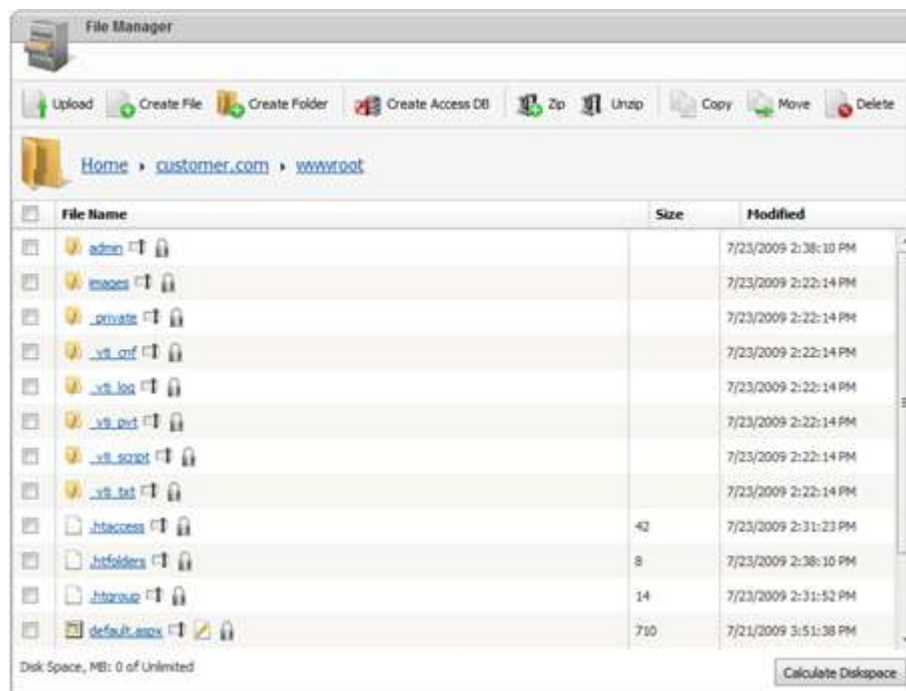 File Manager
Upload Create File Create Folder Create Access DB Zip Unzip Copy Move Delete
Home customer.com wwwroot
File Name Size Modified
admin 7/23/2009 2:38:10 PM
images 7/23/2009 2:22:14 PM
_private 7/23/2009 2:22:14 PM
_vti_cnf 7/23/2009 2:22:14 PM
_vti_log 7/23/2009 2:22:14 PM
_vti_pvt 7/23/2009 2:22:14 PM
_vti_script 7/23/2009 2:22:14 PM
_vti_txt 7/23/2009 2:22:14 PM
.htaccess 42 7/23/2009 2:31:23 PM
.htfolders 8 7/23/2009 2:38:10 PM
.htgroup 14 7/23/2009 2:31:52 PM
default.aspx 710 7/21/2009 3:51:38 PM
Disk Space, MB: 0 of Unlimited Calculate Diskspace